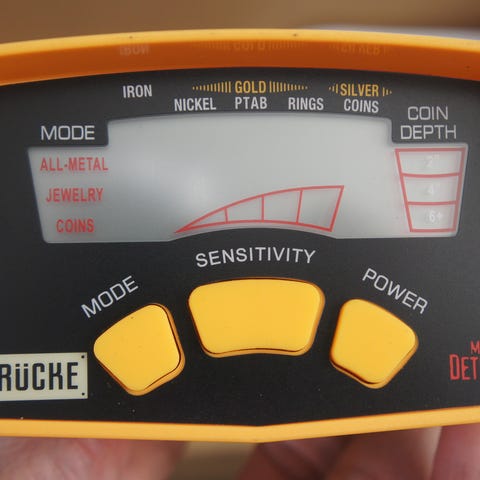 IRON GOLD SILVER
NICKEL PTAB RINGS COINS
MODE
COIN
DEPTH
ALL-METAL
JEWELRY
COINS
2"
4"
6+
SENSITIVITY
MODE
POWER
RÜCKE
M
DET